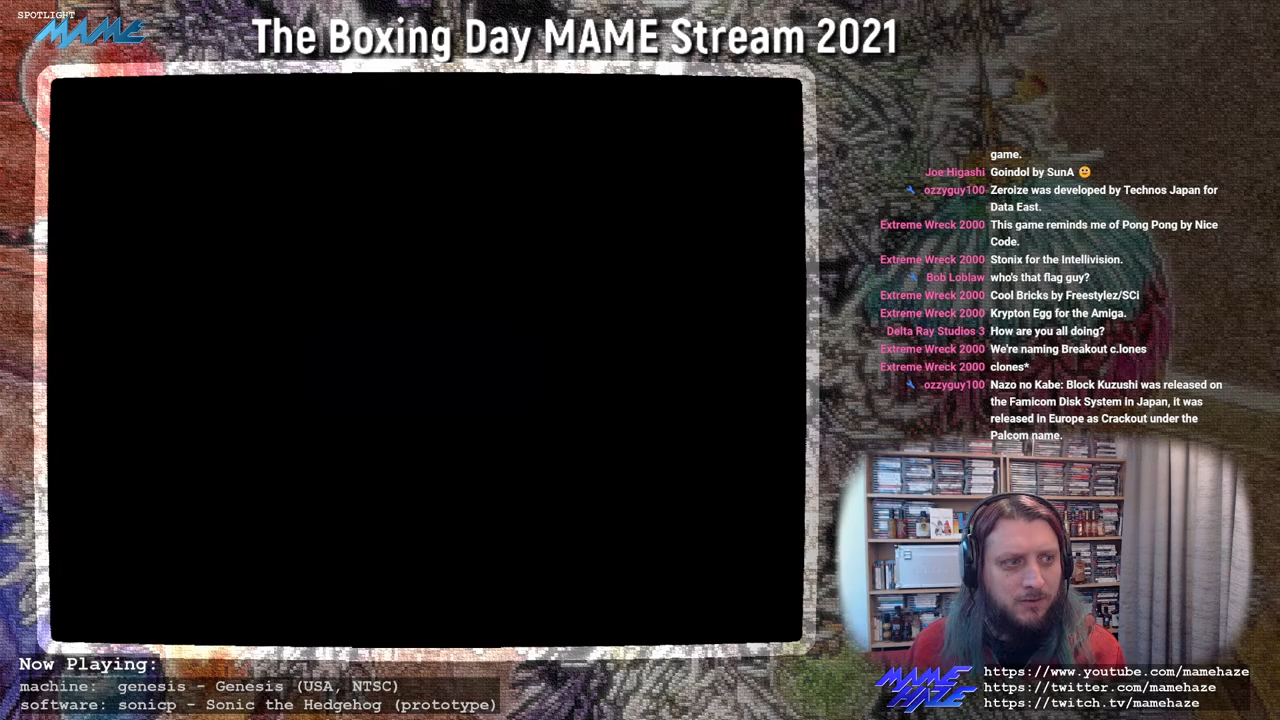 SPOTLIGHT
MAME
The Boxing Day MAME Stream 2021
game.
Joe Higashi Goindol by SunA 🙂
ozzyguy100 Zeroize was developed by Technos Japan for
Data East.
Extreme Wreck 2000 This game reminds me of Pong Pong by Nice
Code.
Extreme Wreck 2000 Stonix for the Intellivision.
Bob Loblaw who's that flag guy?
Extreme Wreck 2000 Cool Bricks by Freestylez/SCi
Extreme Wreck 2000 Krypton Egg for the Amiga.
Delta Ray Studios 3 How are you all doing?
Extreme Wreck 2000 We're naming Breakout c.lones
Extreme Wreck 2000 clones*
ozzyguy100 Nazo no Kabe: Block Kuzushi was released on
the Famicom Disk System in Japan, it was
released in Europe as Crackout under the
Palcom name.
Now Playing:
machine: genesis - Genesis (USA, NTSC)
software: sonicp - Sonic the Hedgehog (prototype)
MAME
HAZE
https://www.youtube.com/mamehaze
https://twitter.com/mamehaze
https://twitch.tv/mamehaze